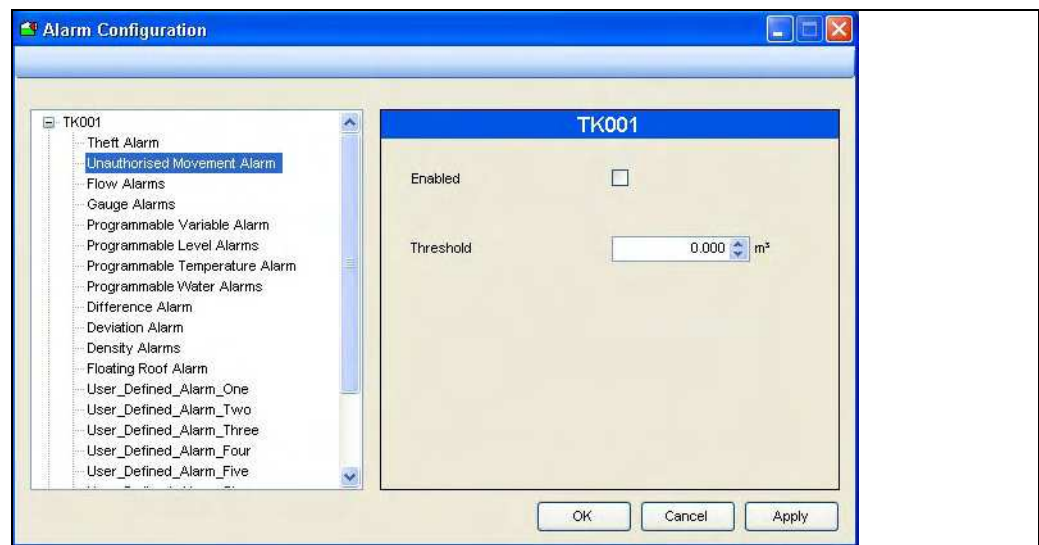 Alarm Configuration
TK001
Theft Alarm
Unauthorised Movement Alarm
Flow Alarms
Gauge Alarms
Programmable Variable Alarm
Programmable Level Alarms
Programmable Temperature Alarm
Programmable Water Alarms
Difference Alarm
Deviation Alarm
Density Alarms
Floating Roof Alarm
User_Defined_Alarm_One
User_Defined_Alarm_Two
User_Defined_Alarm_Three
User_Defined_Alarm_Four
User_Defined_Alarm_Five
TK001
Enabled
Threshold 0.000 m³
OK Cancel Apply